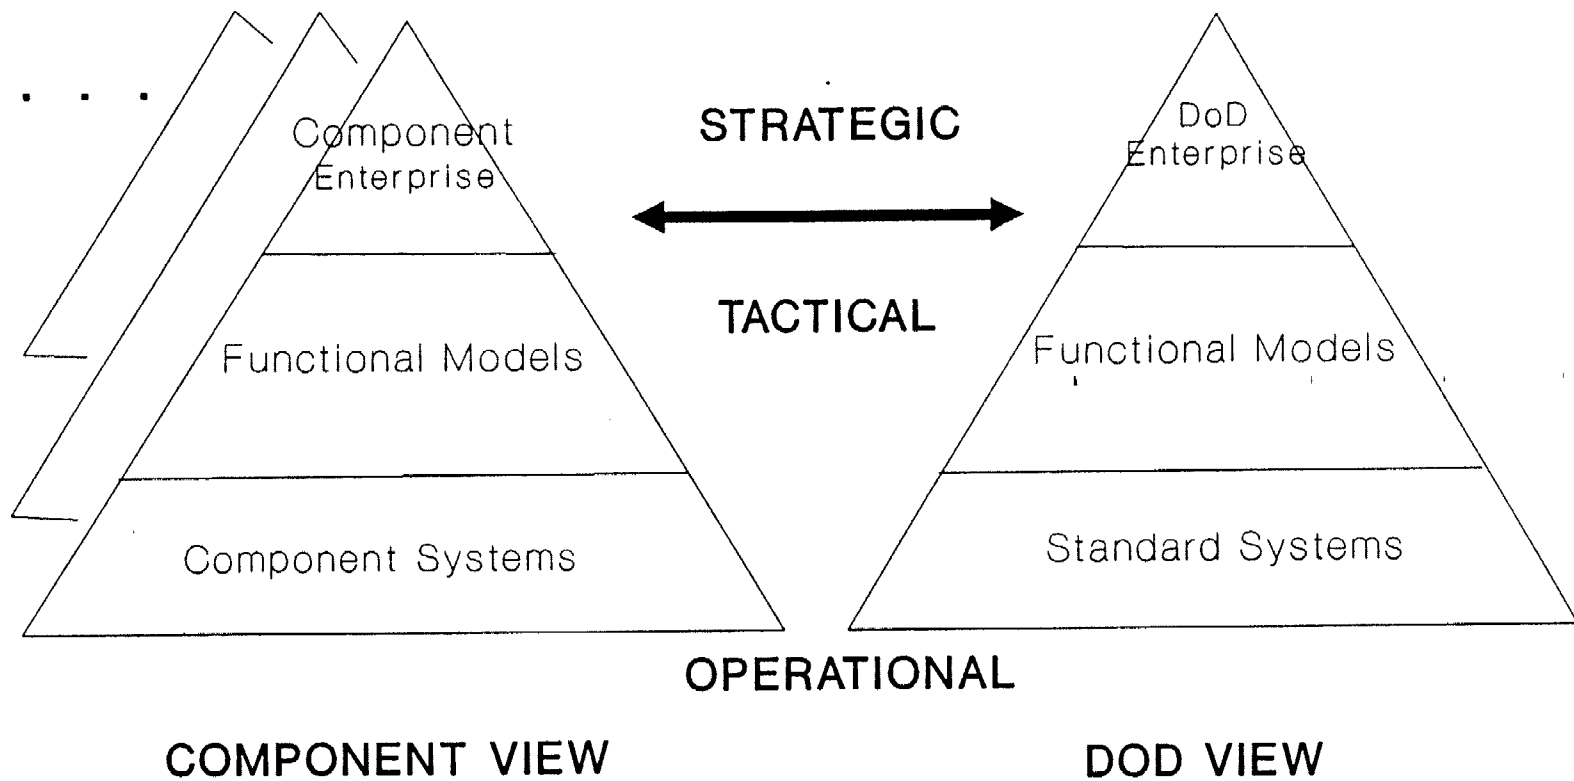 . . .
Component
Enterprise
STRATEGIC
DoD
Enterprise
TACTICAL
Functional Models
Functional Models
Component Systems
Standard Systems
OPERATIONAL
COMPONENT VIEW
DOD VIEW